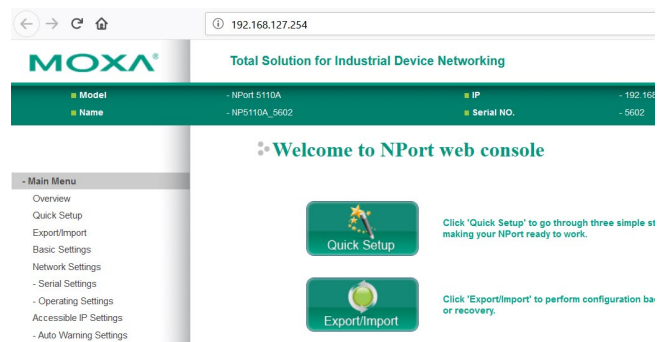 192.168.127.254
MOXA®
Total Solution for Industrial Device Networking
Model - NPort 5110A IP - 192.168
Name - NP5110A_5602 Serial NO. - 5602
Welcome to NPort web console
- Main Menu
Overview
Quick Setup
Export/Import
Basic Settings
Network Settings
- Serial Settings
- Operating Settings
Accessible IP Settings
- Auto Warning Settings
Quick Setup
Click 'Quick Setup' to go through three simple st
making your NPort ready to work.
Export/Import
Click 'Export/Import' to perform configuration ba
or recovery.